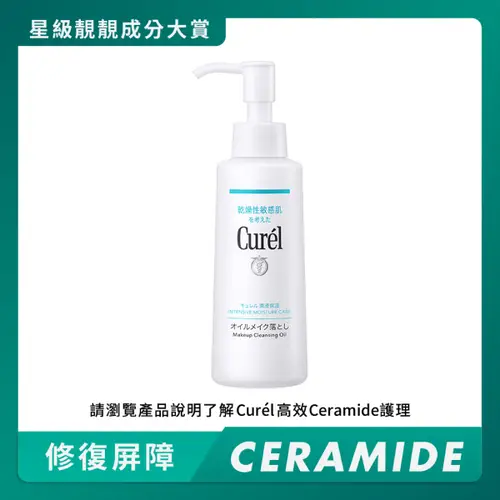 星級靚靚成分大賞
乾燥性敏感肌
を考えた
Curél
キュレル 潤浸保湿
INTENSIVE MOISTURE CARE
オイルメイク落とし
Makeup Cleansing Oil
請瀏覽產品說明了解Curél高效Ceramide護理
修復屏障
CERAMIDE